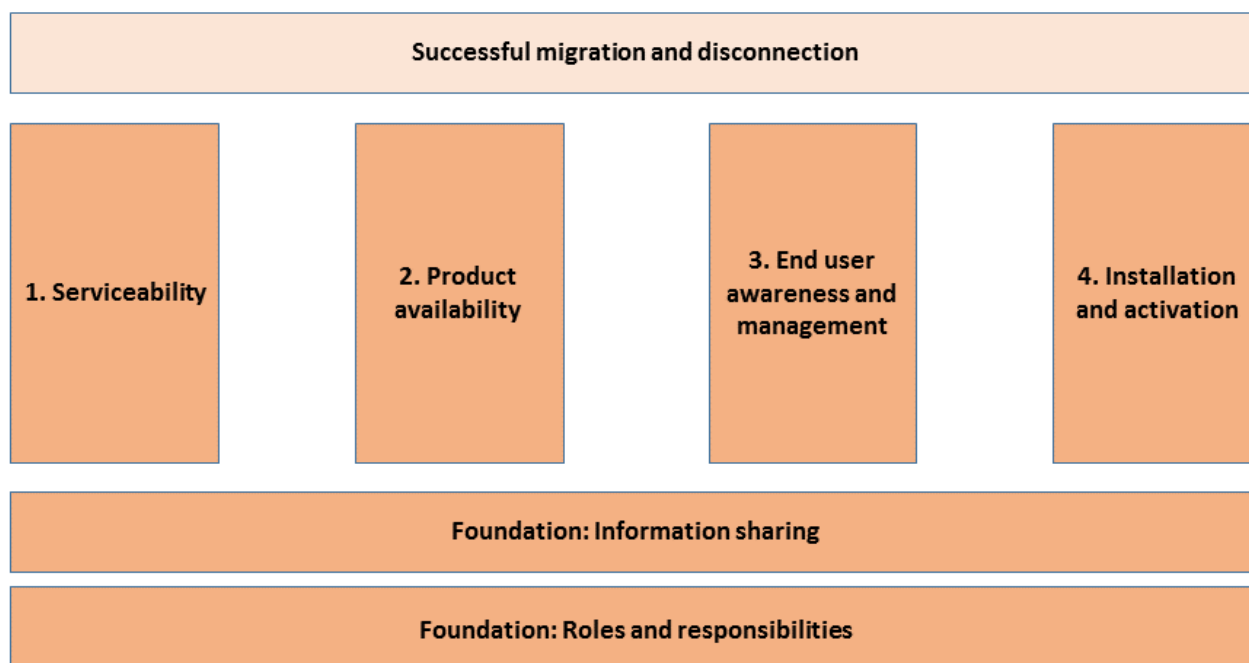 Successful migration and disconnection
1. Serviceability
2. Product
availability
3. End user
awareness and
management
4. Installation
and activation
Foundation: Information sharing
Foundation: Roles and responsibilities